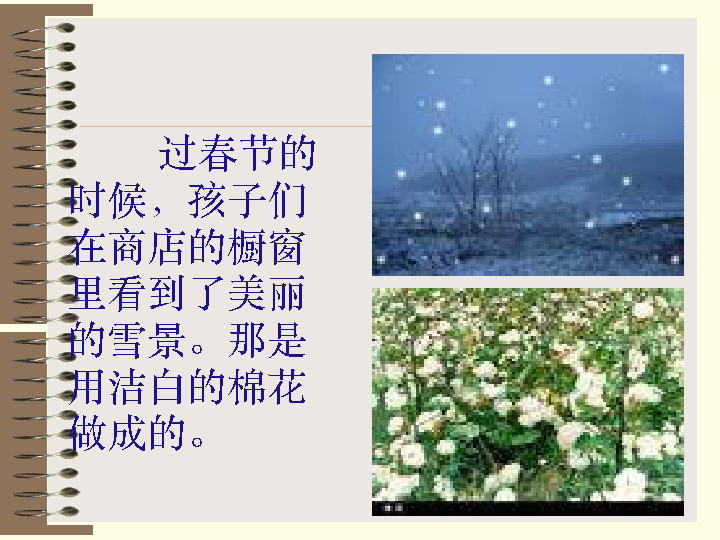 过春节的
时候，孩子们
在商店的橱窗
里看到了美丽
的雪景。那是
用洁白的棉花
做成的。